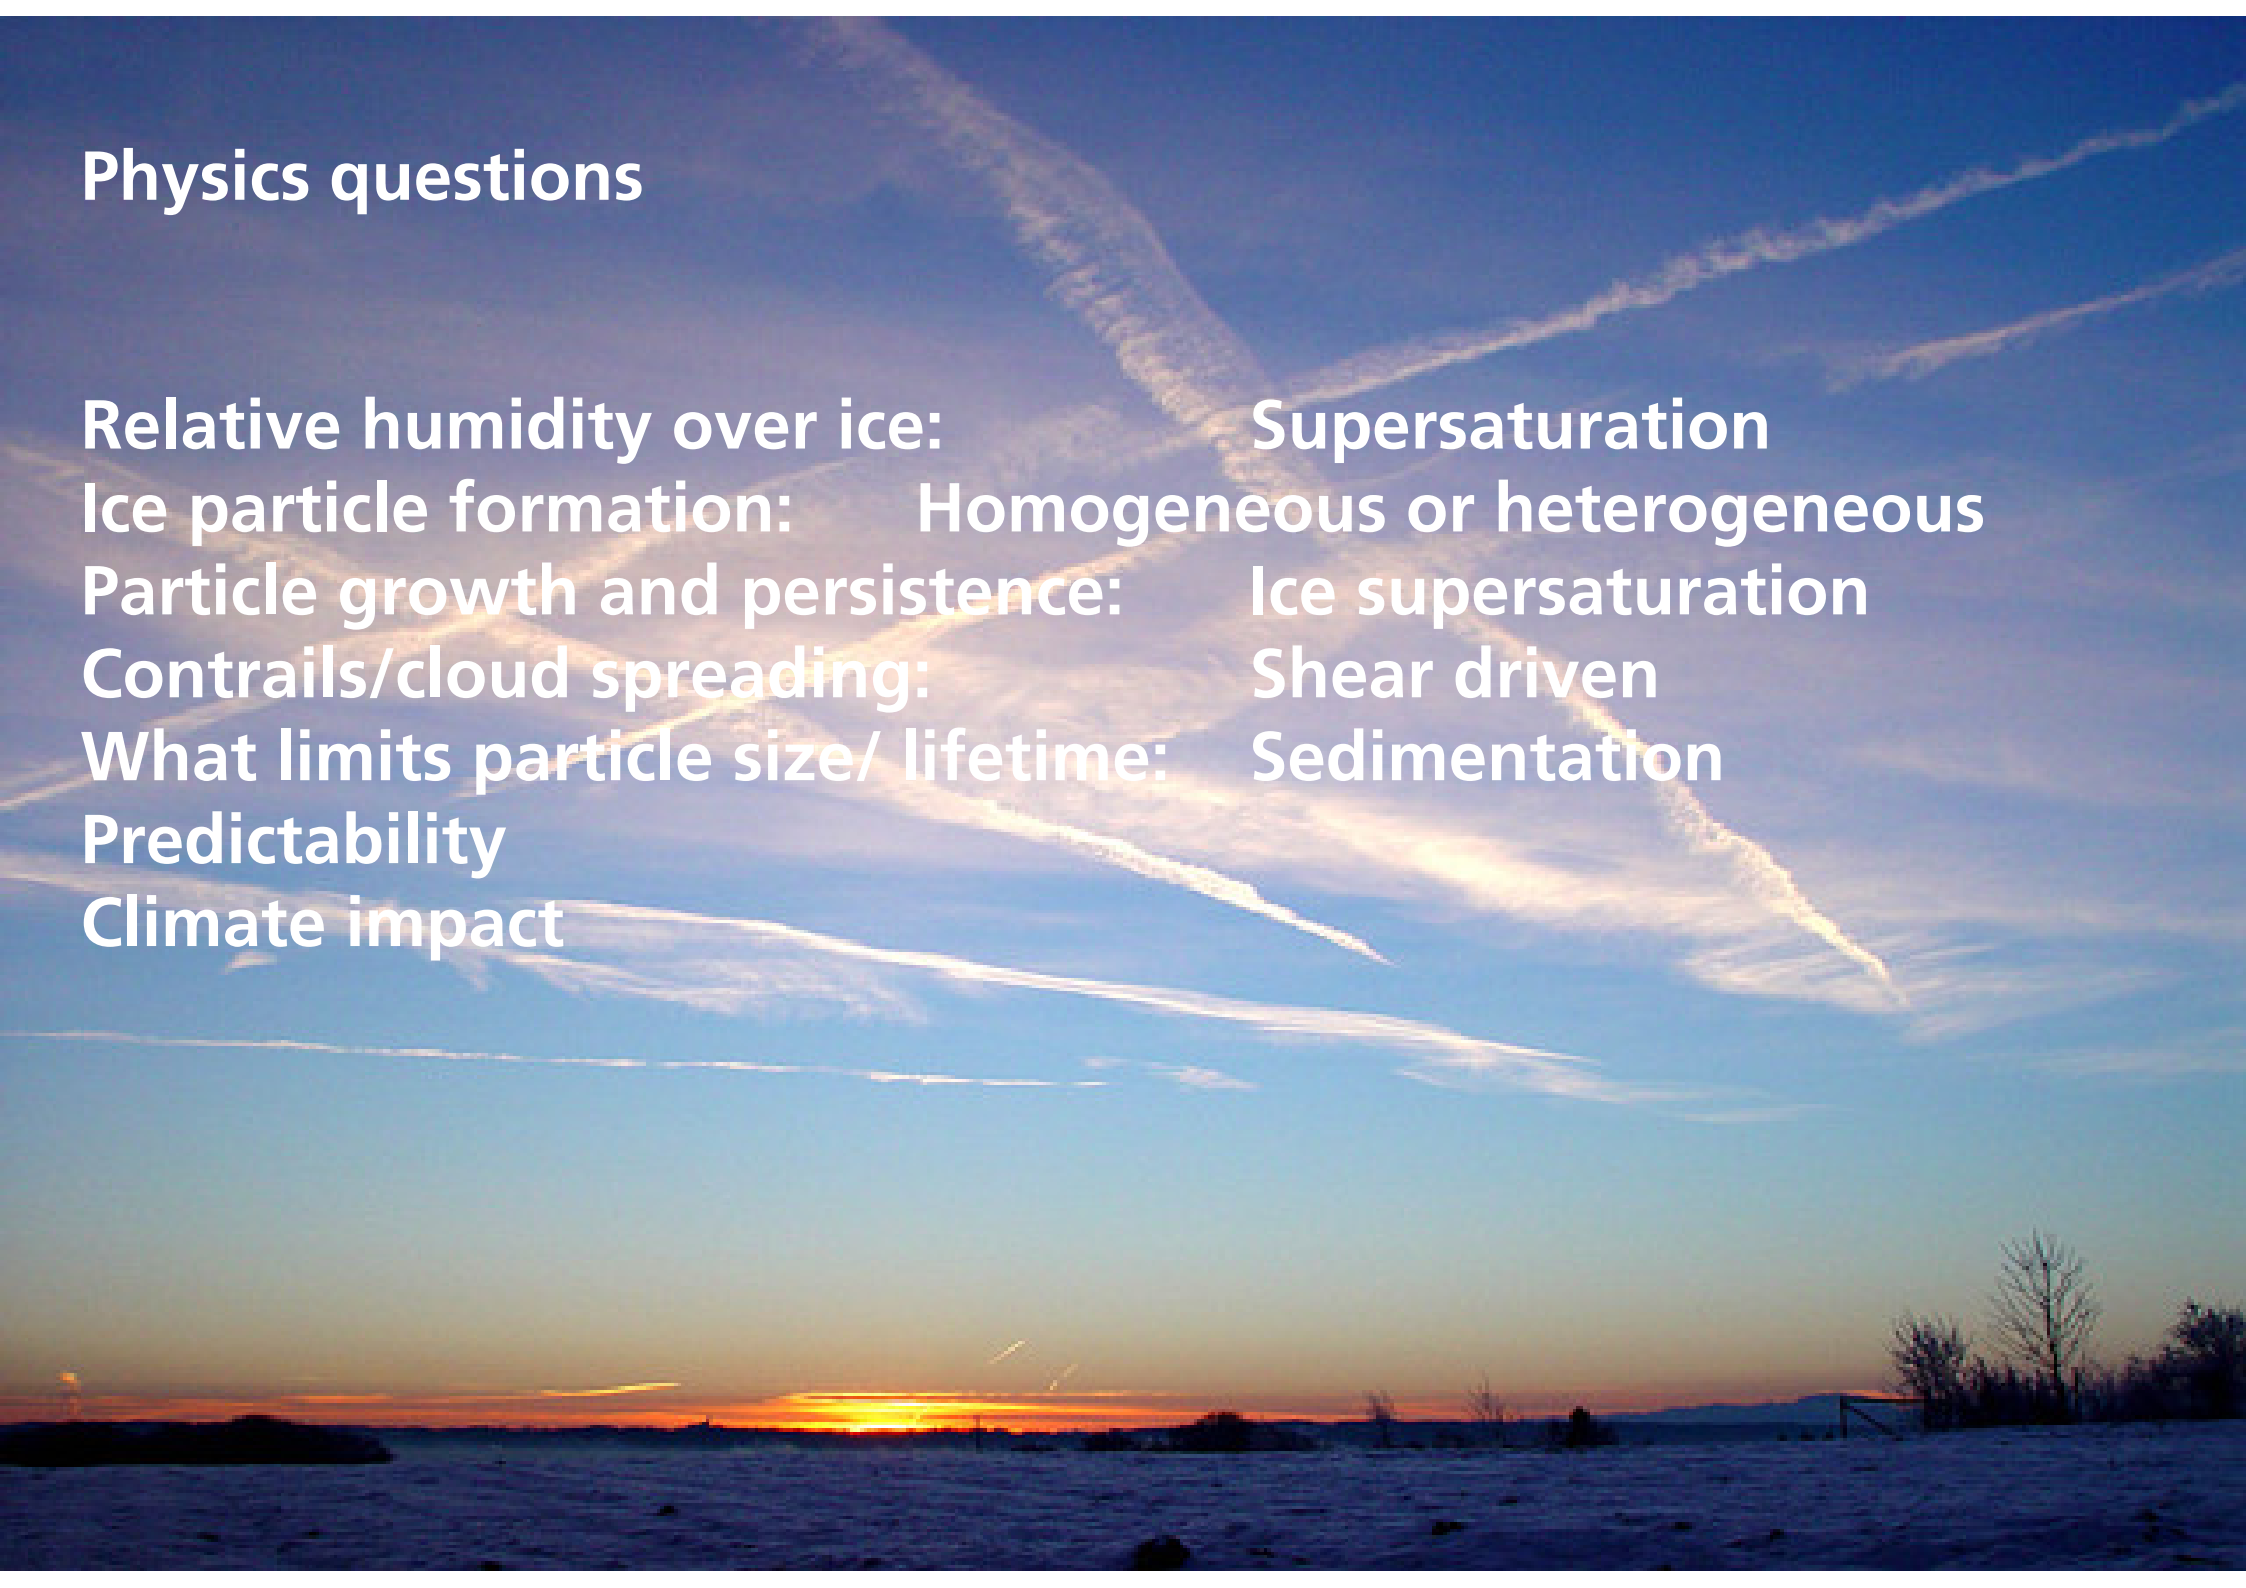 Physics questions
Relative humidity over ice: Supersaturation
Ice particle formation: Homogeneous or heterogeneous
Particle growth and persistence: Ice supersaturation
Contrails/cloud spreading: Shear driven
What limits particle size/ lifetime: Sedimentation
Predictability
Climate impact